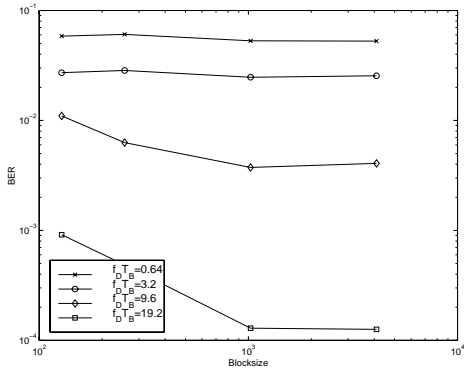 10^-1
10^-2
10^-3
10^-4
BER
f_D T_B=0.64
f_D T_B=3.2
f_D T_B=9.6
f_D T_B=19.2
10^2
10^3
10^4
Blocksize